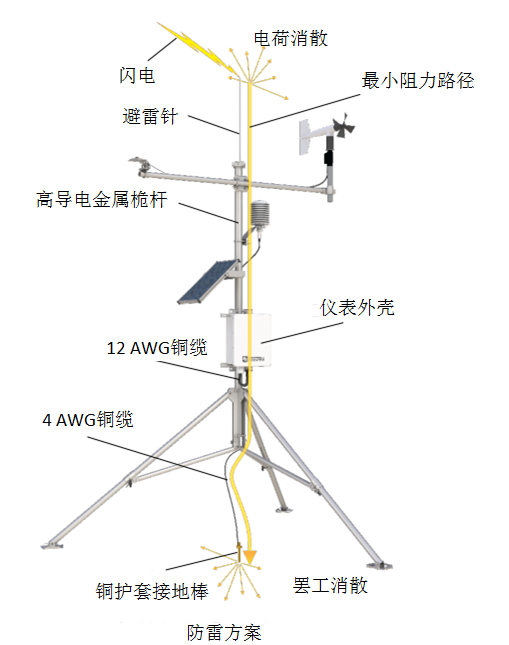 电荷消散
闪电
最小阻力路径
避雷针
高导电金属桅杆
仪表外壳
12 AWG铜缆
4 AWG铜缆
铜护套接地棒
罢工消散
防雷方案